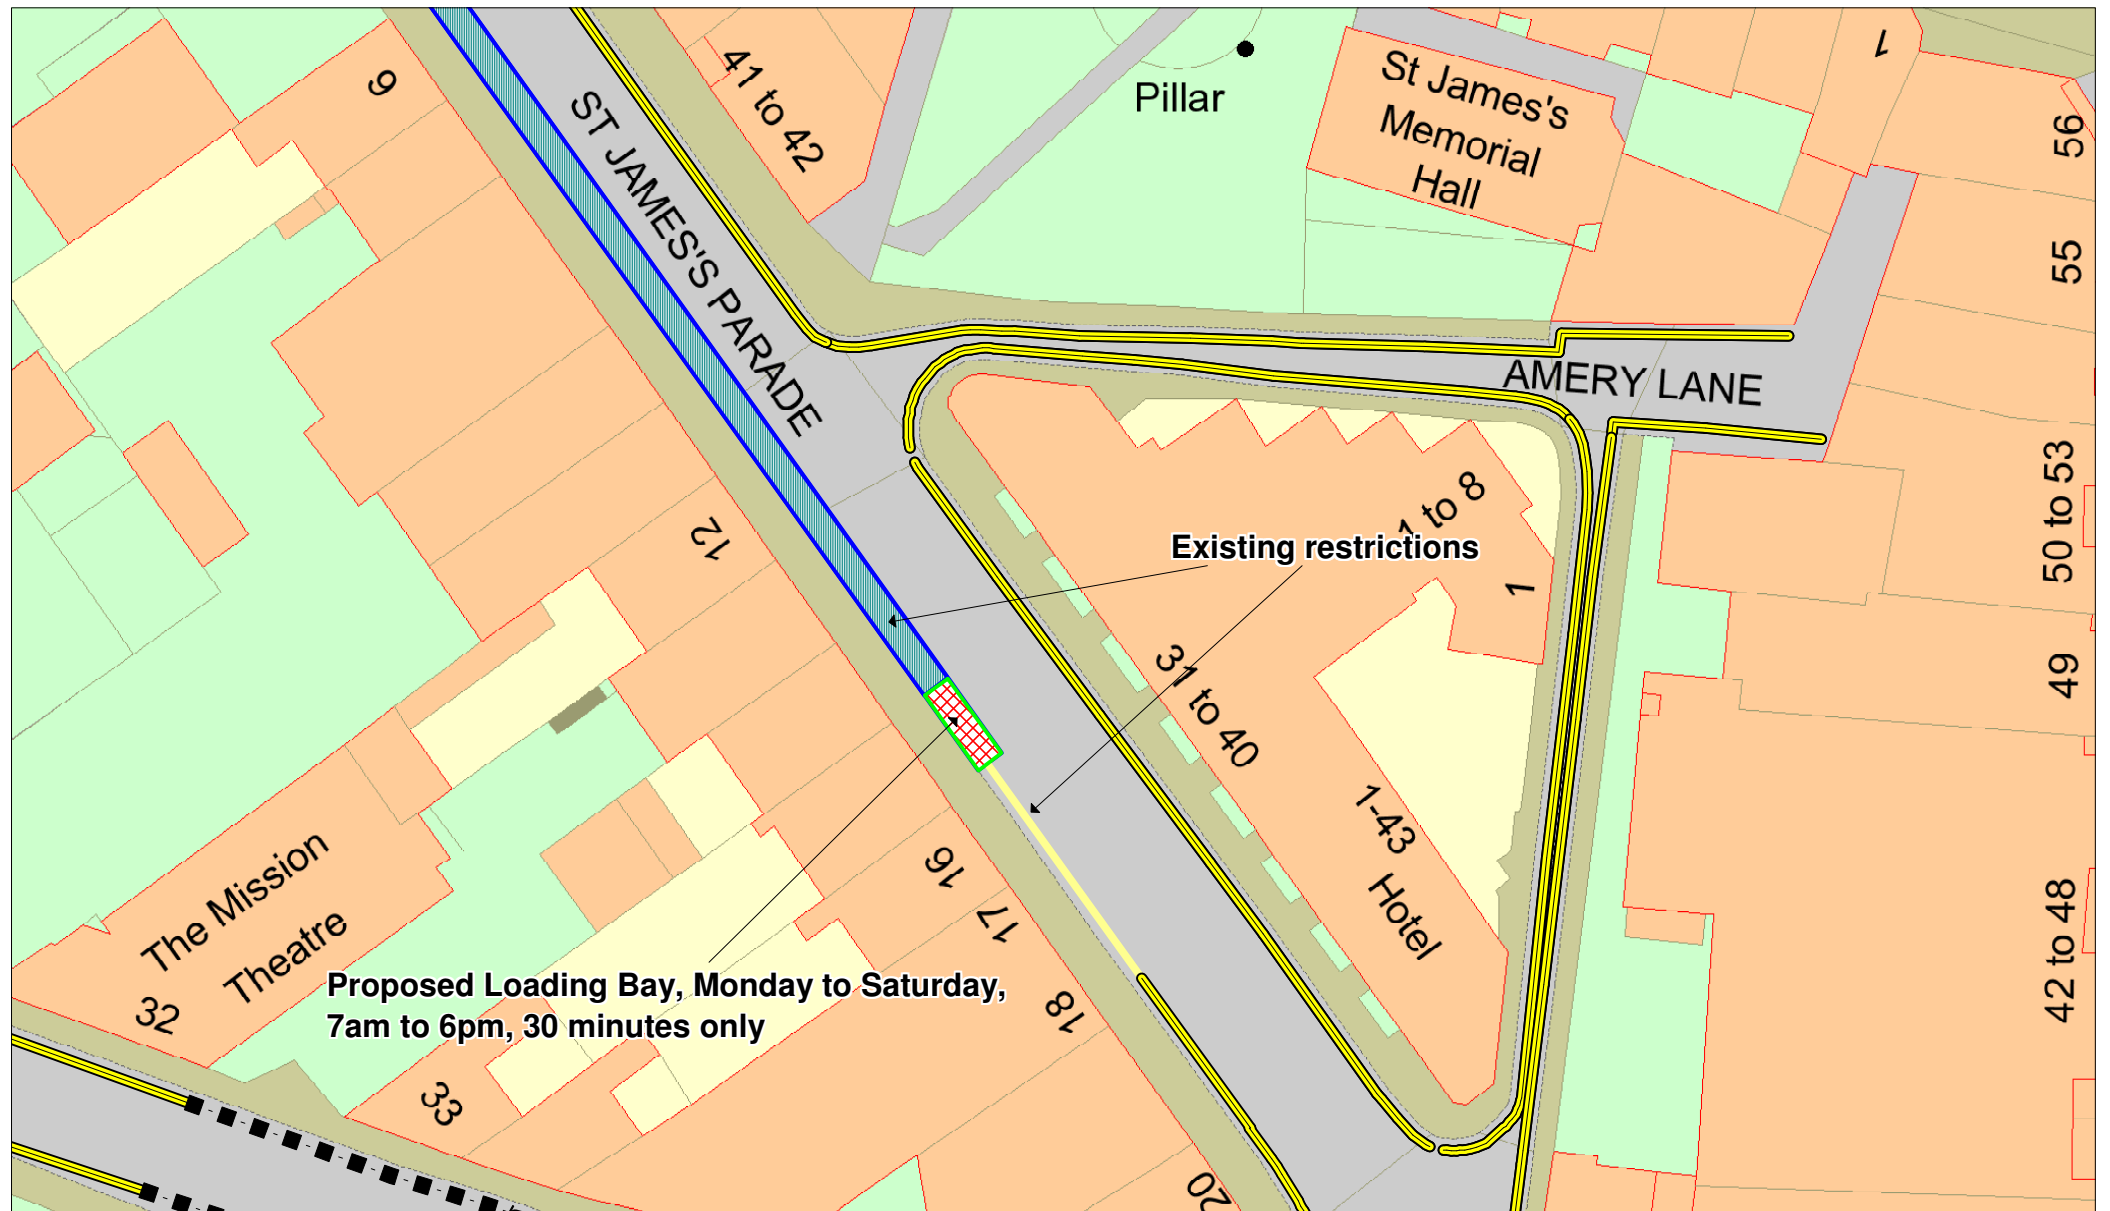 9
41 to 42
Pillar
St James's
Memorial
Hall
1
56
ST JAMES'S PARADE
55
AMERY LANE
12
1 to 8
Existing restrictions
1
50 to 53
31 to 40
49
1-43
Hotel
16
17
The Mission
Theatre
32
Proposed Loading Bay, Monday to Saturday,
7am to 6pm, 30 minutes only
18
33
42 to 48
20